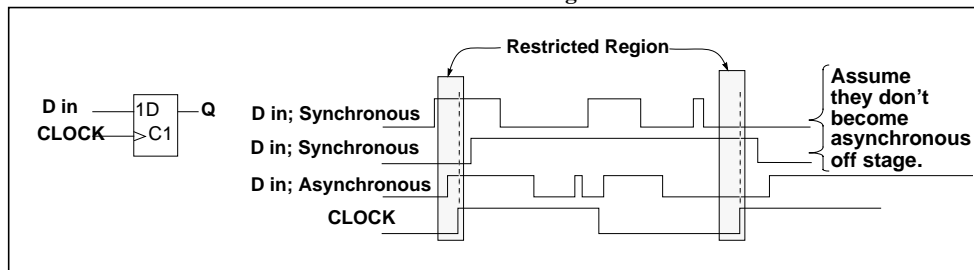 Restricted Region
D in
1D
Q
CLOCK
C1
D in; Synchronous
D in; Synchronous
D in; Asynchronous
CLOCK
Assume
they don't
become
asynchronous
off stage.